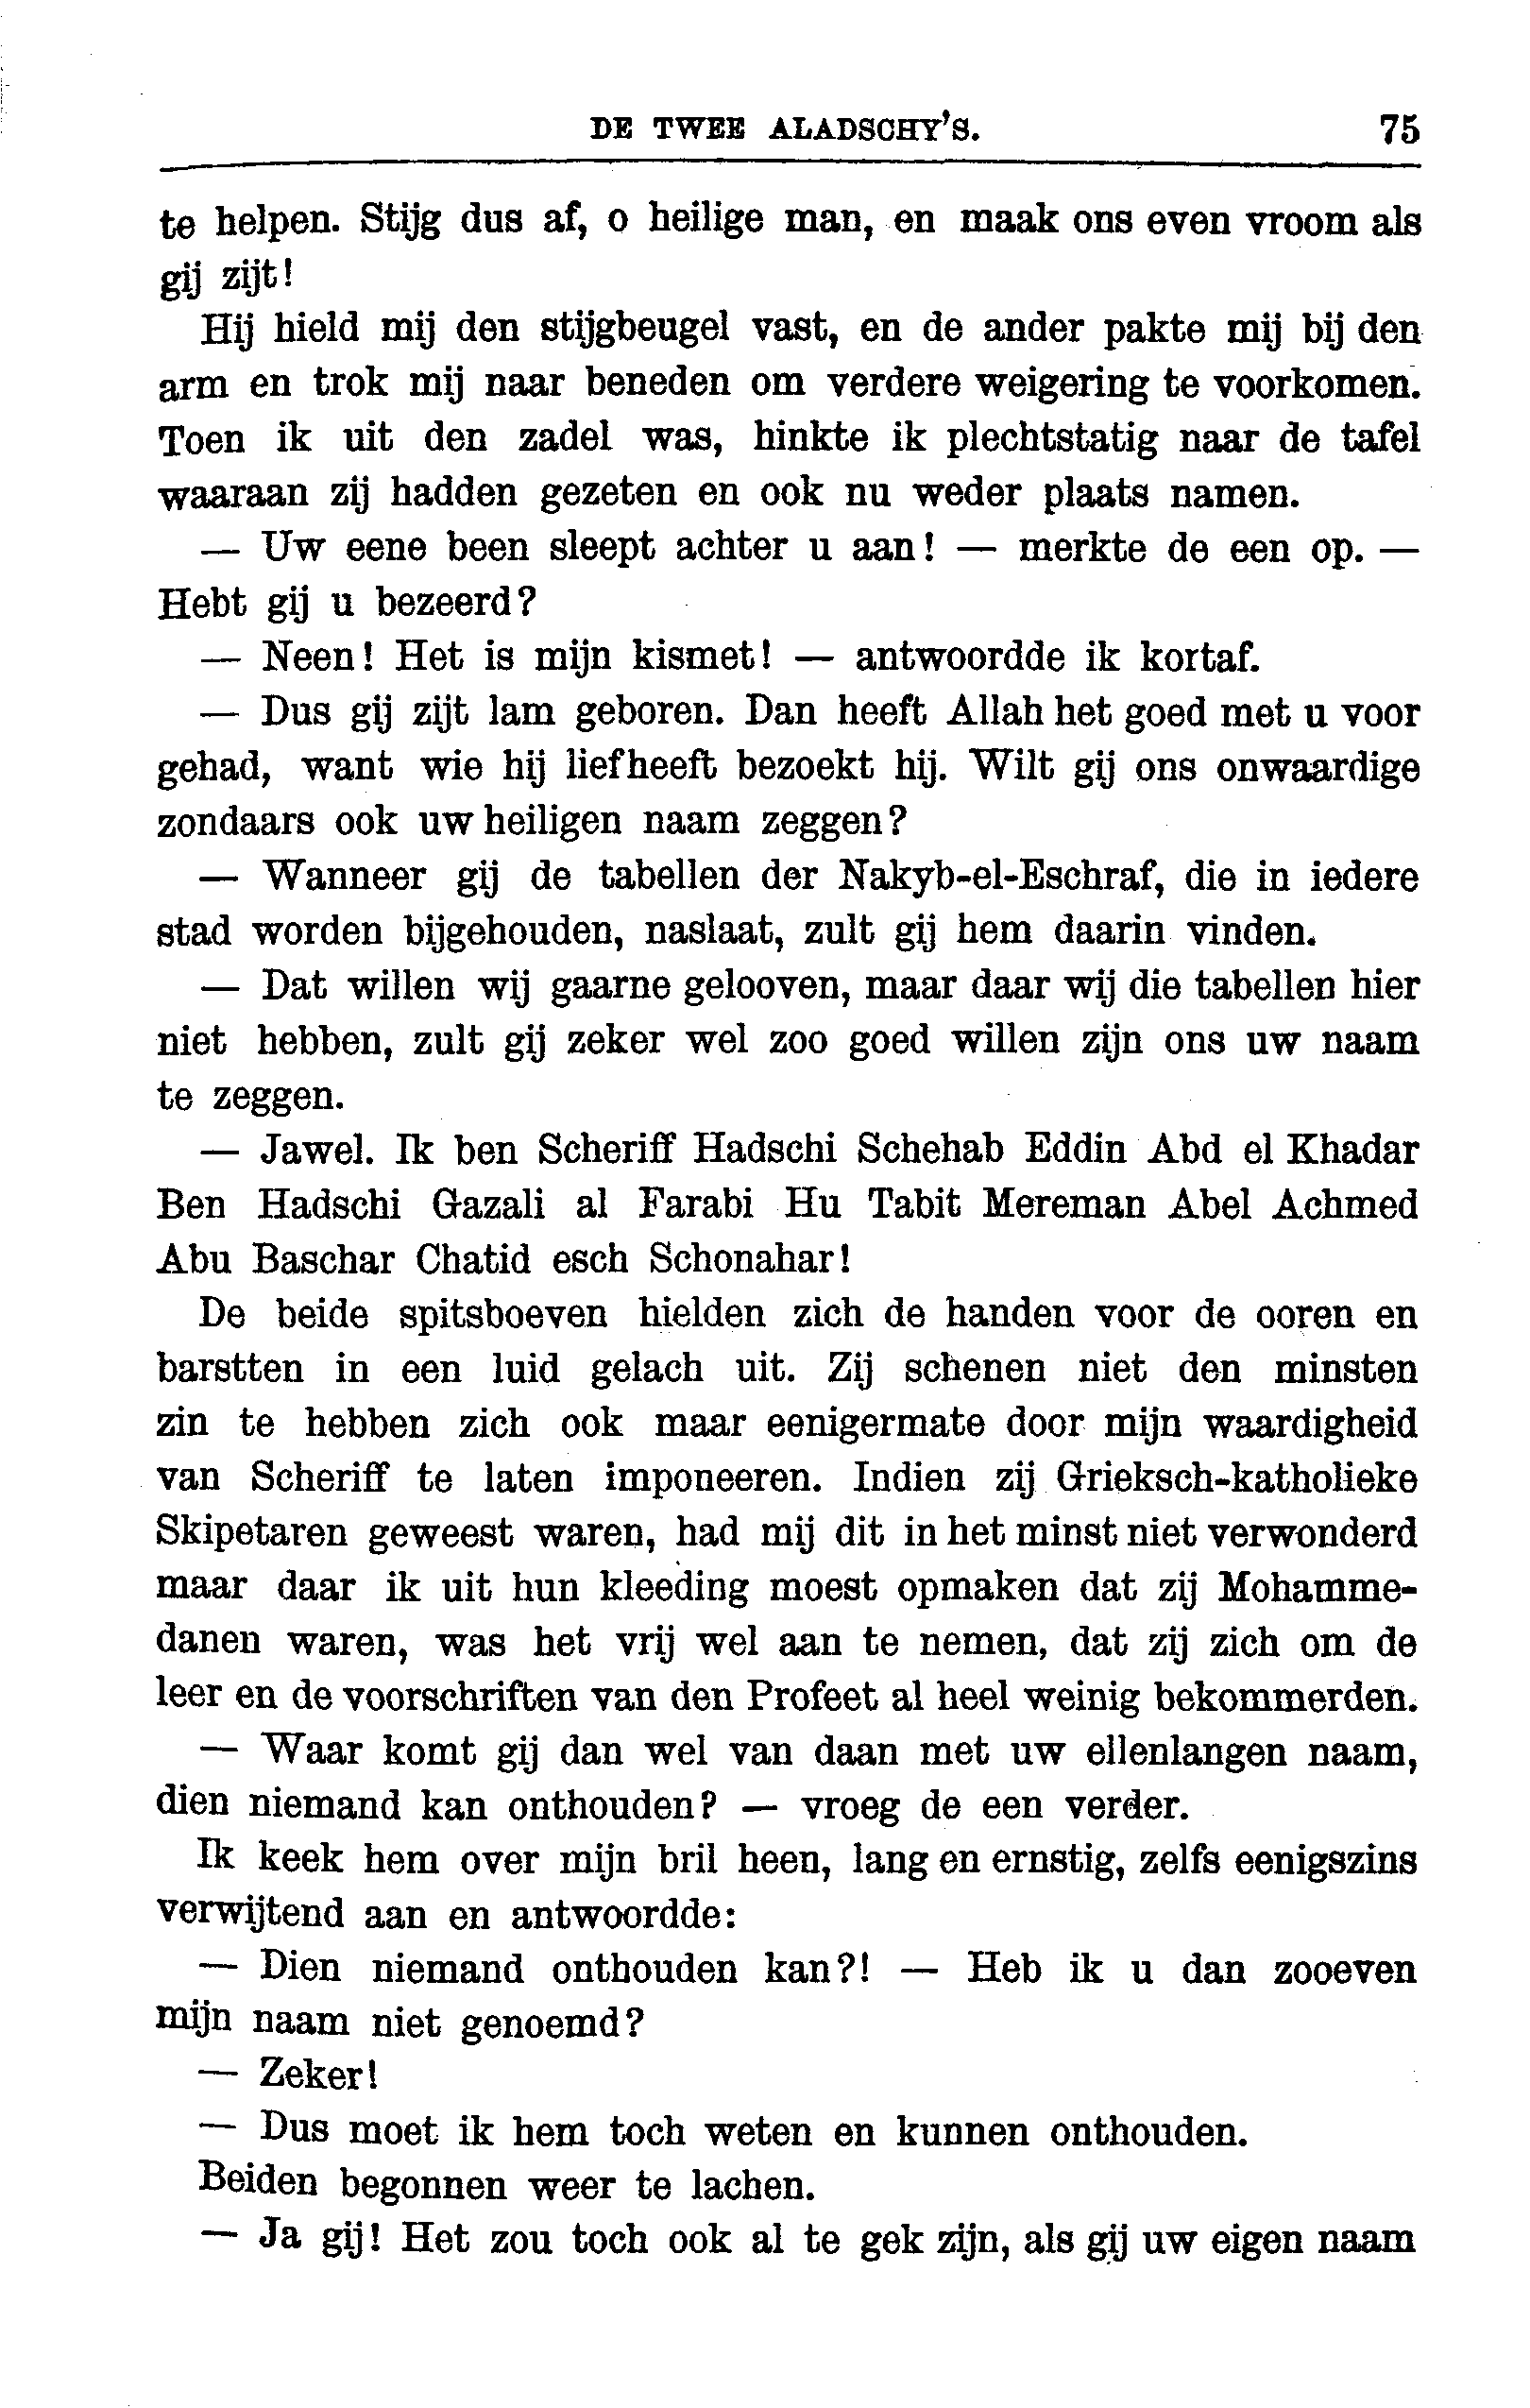 DE TWEE ALADSCHY'S. 75
te helpen. Stijg dus af, o heilige man, en maak ons even vroom als
gij zijt!
Hij hield mij den stijgbeugel vast, en de ander pakte mij bij den
arm en trok mij naar beneden om verdere weigering te voorkomen.
Toen ik uit den zadel was, hinkte ik plechtstatig naar de tafel
waaraan zij hadden gezeten en ook nu weder plaats namen.
— Uw eene been sleept achter u aan! — merkte de een op. —
Hebt gij u bezeerd?
— Neen! Het is mijn kismet! — antwoordde ik kortaf.
— Dus gij zijt lam geboren. Dan heeft Allah het goed met u voor
gehad, want wie hij liefheeft bezoekt hij. Wilt gij ons onwaardige
zondaars ook uw heiligen naam zeggen?
— Wanneer gij de tabellen der Nakyb-el-Eschraf, die in iedere
stad worden bijgehouden, naslaat, zult gij hem daarin vinden.
— Dat willen wij gaarne gelooven, maar daar wij die tabellen hier
niet hebben, zult gij zeker wel zoo goed willen zijn ons uw naam
te zeggen.
— Jawel. Ik ben Scheriff Hadschi Schehab Eddin Abd el Khadar
Ben Hadschi Gazali al Farabi Hu Tabit Mereman Abel Achmed
Abu Baschar Chatid esch Schonahar!
De beide spitsboeven hielden zich de handen voor de ooren en
barstten in een luid gelach uit. Zij schenen niet den minsten
zin te hebben zich ook maar eenigermate door mijn waardigheid
van Scheriff te laten imponeeren. Indien zij Grieksch-katholieke
Skipetaren geweest waren, had mij dit in het minst niet verwonderd
maar daar ik uit hun kleeding moest opmaken dat zij Mohamme-
danen waren, was het vrij wel aan te nemen, dat zij zich om de
leer en de voorschriften van den Profeet al heel weinig bekommerden.
— Waar komt gij dan wel van daan met uw ellenlangen naam,
dien niemand kan onthouden? — vroeg de een verder.
Ik keek hem over mijn bril heen, lang en ernstig, zelfs eenigszins
verwijtend aan en antwoordde:
— Dien niemand onthouden kan?! — Heb ik u dan zooeven
mijn naam niet genoemd?
— Zeker!
— Dus moet ik hem toch weten en kunnen onthouden.
Beiden begonnen weer te lachen.
— Ja gij! Het zou toch ook al te gek zijn, als gij uw eigen naam